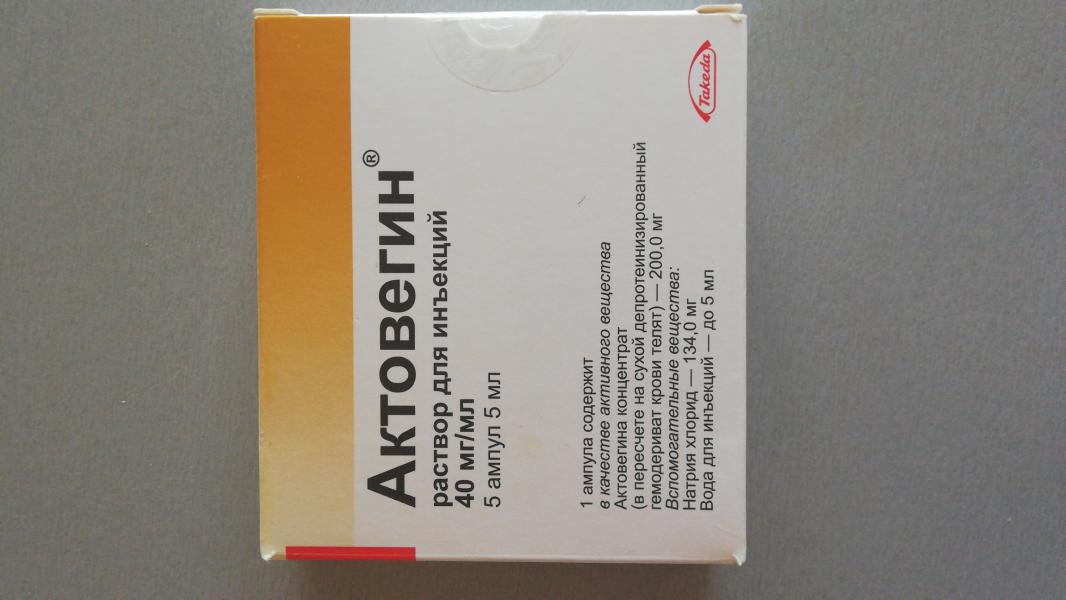 Актовегин®
раствор для инъекций
40 мг/мл
5 ампул 5 мл
1 ампула содержит
в качестве активного вещества
Актовегина концентрат
(в пересчете на сухой депротеинизированный
гемодериват крови телят) — 200,0 мг
Вспомогательные вещества:
Натрия хлорид — 134,0 мг
Вода для инъекций — до 5 мл
Takeda